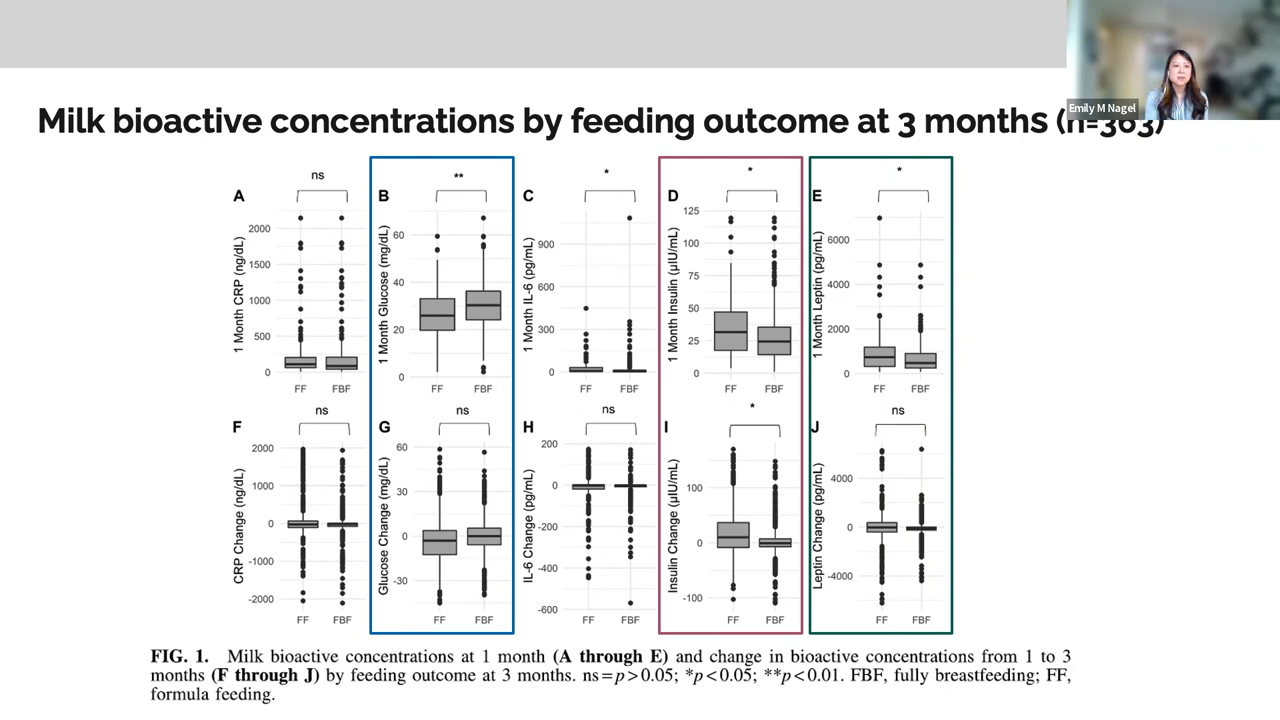 Emily M Nagel
Milk bioactive concentrations by feeding outcome at 3 months (n=363)
A
ns
1 Month CRP (ng/dL)
2000
1500
1000
500
0
FF FBF
B
**
1 Month Glucose (mg/dL)
60
40
20
0
FF FBF
C
*
1 Month IL-6 (pg/mL)
900
600
300
0
FF FBF
D
*
1 Month Insulin (µIU/mL)
125
100
75
50
25
0
FF FBF
E
*
1 Month Leptin (pg/mL)
6000
4000
2000
0
FF FBF
F
ns
CRP Change (ng/dL)
2000
1000
0
-1000
-2000
FF FBF
G
ns
Glucose Change (mg/dL)
60
30
0
-30
FF FBF
H
ns
IL-6 Change (pg/mL)
200
0
-200
-400
-600
FF FBF
I
*
Insulin Change (µIU/mL)
100
0
-100
FF FBF
J
ns
Leptin Change (pg/mL)
4000
0
-4000
FF FBF
FIG. 1. Milk bioactive concentrations at 1 month (A through E) and change in bioactive concentrations from 1 to 3
months (F through J) by feeding outcome at 3 months. ns = p > 0.05; *p < 0.05; **p < 0.01. FBF, fully breastfeeding; FF,
formula feeding.